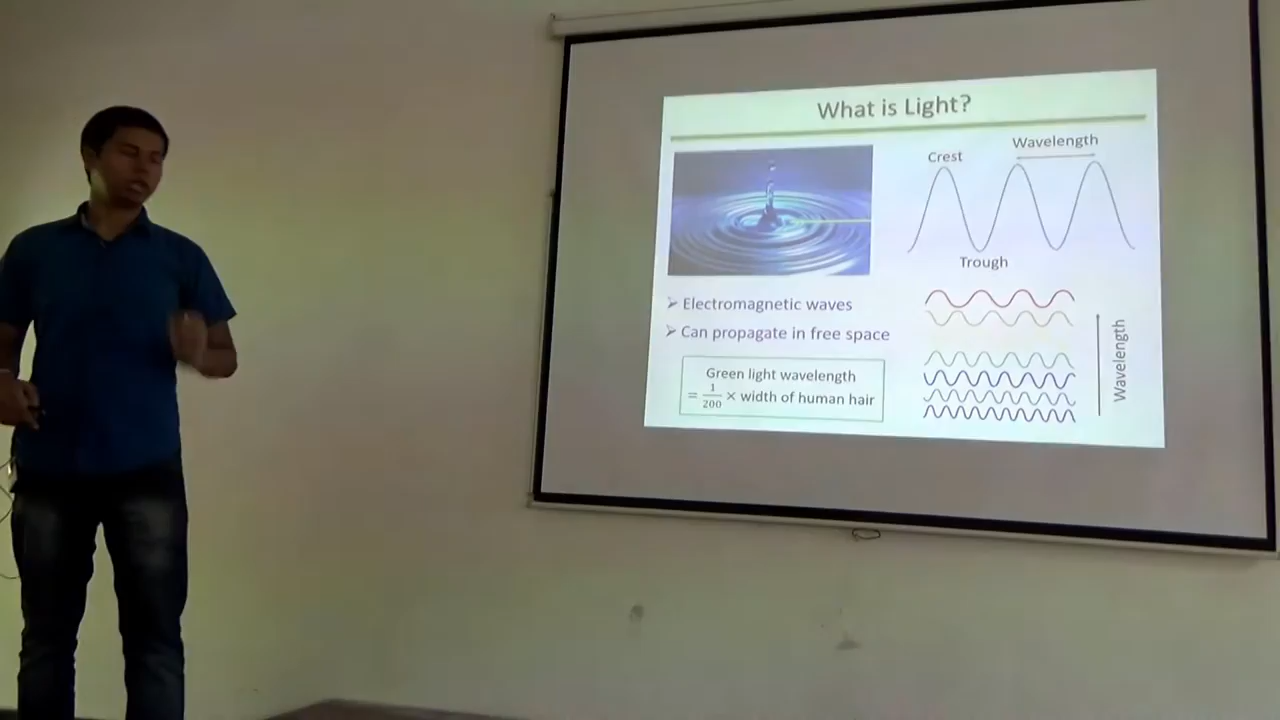 What is Light?
Crest
Wavelength
Trough
➢ Electromagnetic waves
➢ Can propagate in free space
Green light wavelength
= 1/200 × width of human hair
Wavelength